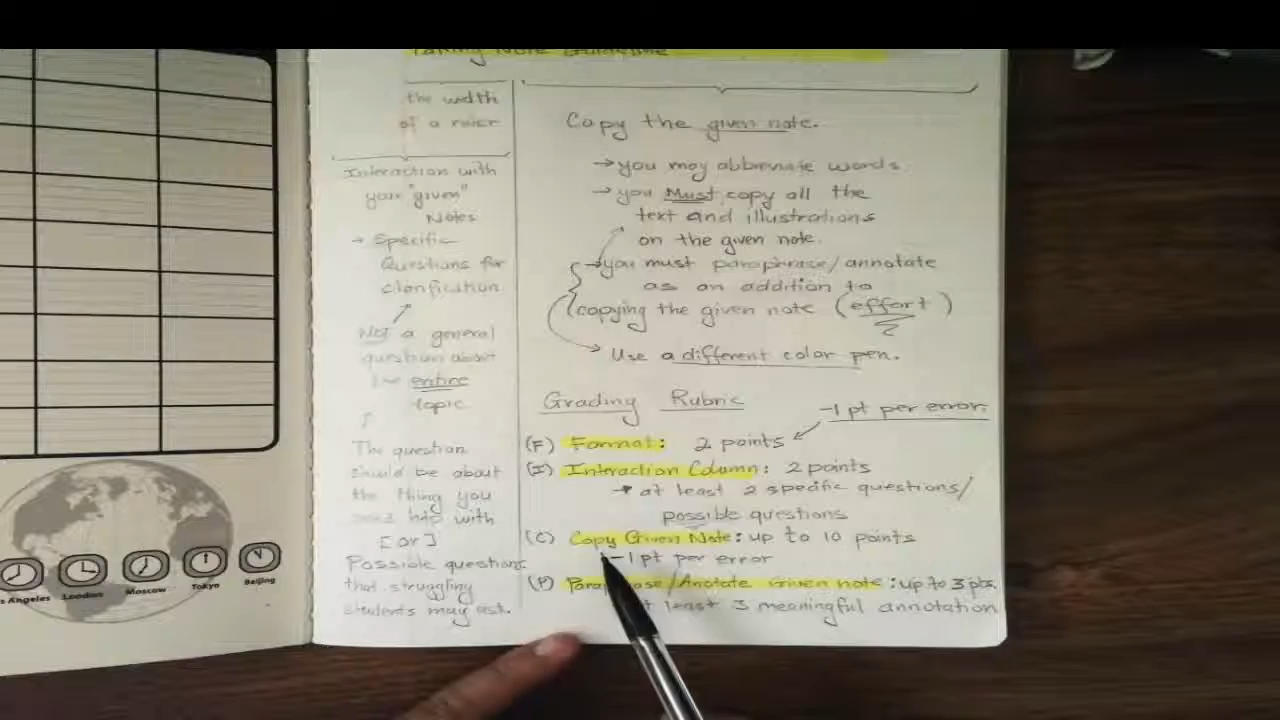 Taking Note Guideline
the width
of a ruler
Interaction with
your "given"
Notes
→ Specific
Questions for
clarification
Not a general
question about
the entire
topic
The question
should be about
the thing you
need help with
[or]
Possible questions
that struggling
students may ask.
Copy the given note.
→ you may abbreviate words.
→ you Must copy all the
text and illustrations
on the given note.
→ you must paraphrase/annotate
as an addition to
copying the given note (effort)
Use a different color pen.
Grading Rubric
-1 pt per error.
(F) Format: 2 points
(I) Interaction Column: 2 points
→ at least 2 specific questions/
possible questions
(C) Copy Given Note: up to 10 points
-1 pt per error
(P) Paraphrase/Anotate Given note: up to 3 pts.
least 3 meaningful annotation
Angeles
London
Moscow
Tokyo
Beijing